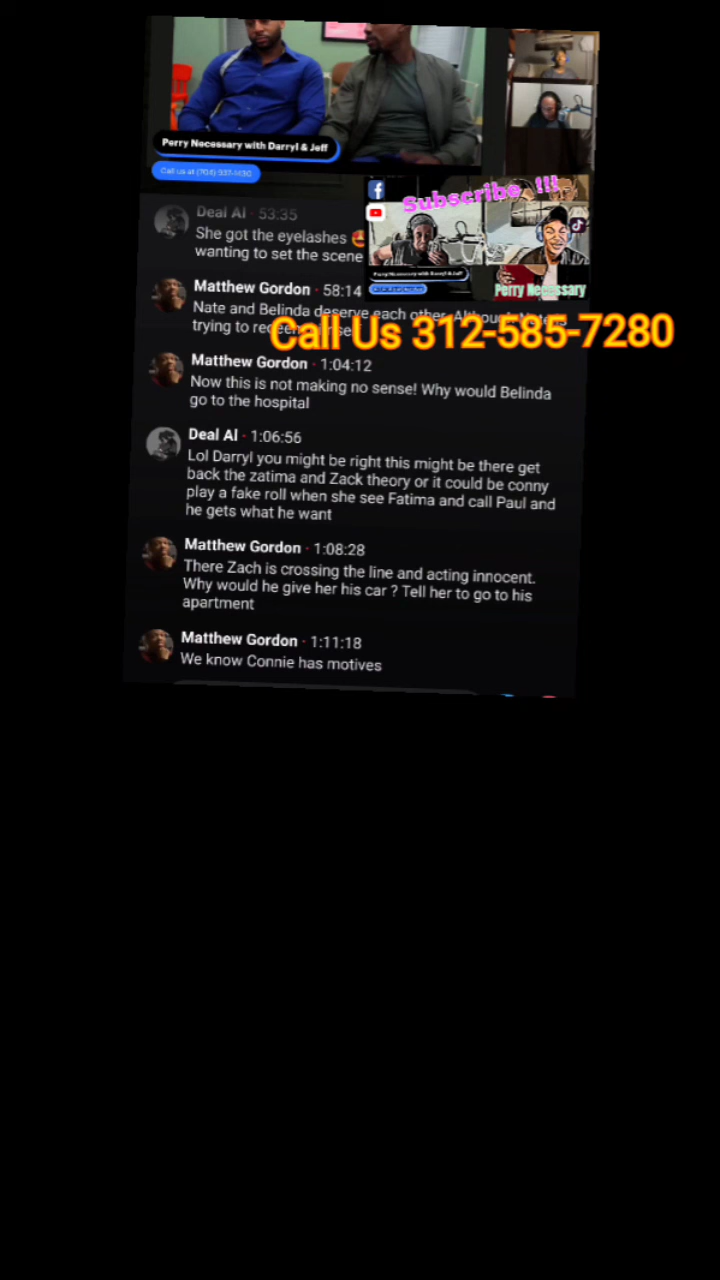 Perry Necessary with Darryl & Jeff
Call us at (704) 937-1430
Subscribe !!!
Perry Necessary with Darryl & Jeff
Perry Necessary
Deal Al · 53:35
She got the eyelashes 🤩
wanting to set the scene
Matthew Gordon · 58:14
Nate and Belinda deserve each other. Although
trying to
Call Us 312-585-7280
Matthew Gordon · 1:04:12
Now this is not making no sense! Why would Belinda
go to the hospital
Deal Al · 1:06:56
Lol Darryl you might be right this might be there get
back the zatima and Zack theory or it could be conny
play a fake roll when she see Fatima and call Paul and
he gets what he want
Matthew Gordon · 1:08:28
There Zach is crossing the line and acting innocent.
Why would he give her his car ? Tell her to go to his
apartment
Matthew Gordon · 1:11:18
We know Connie has motives